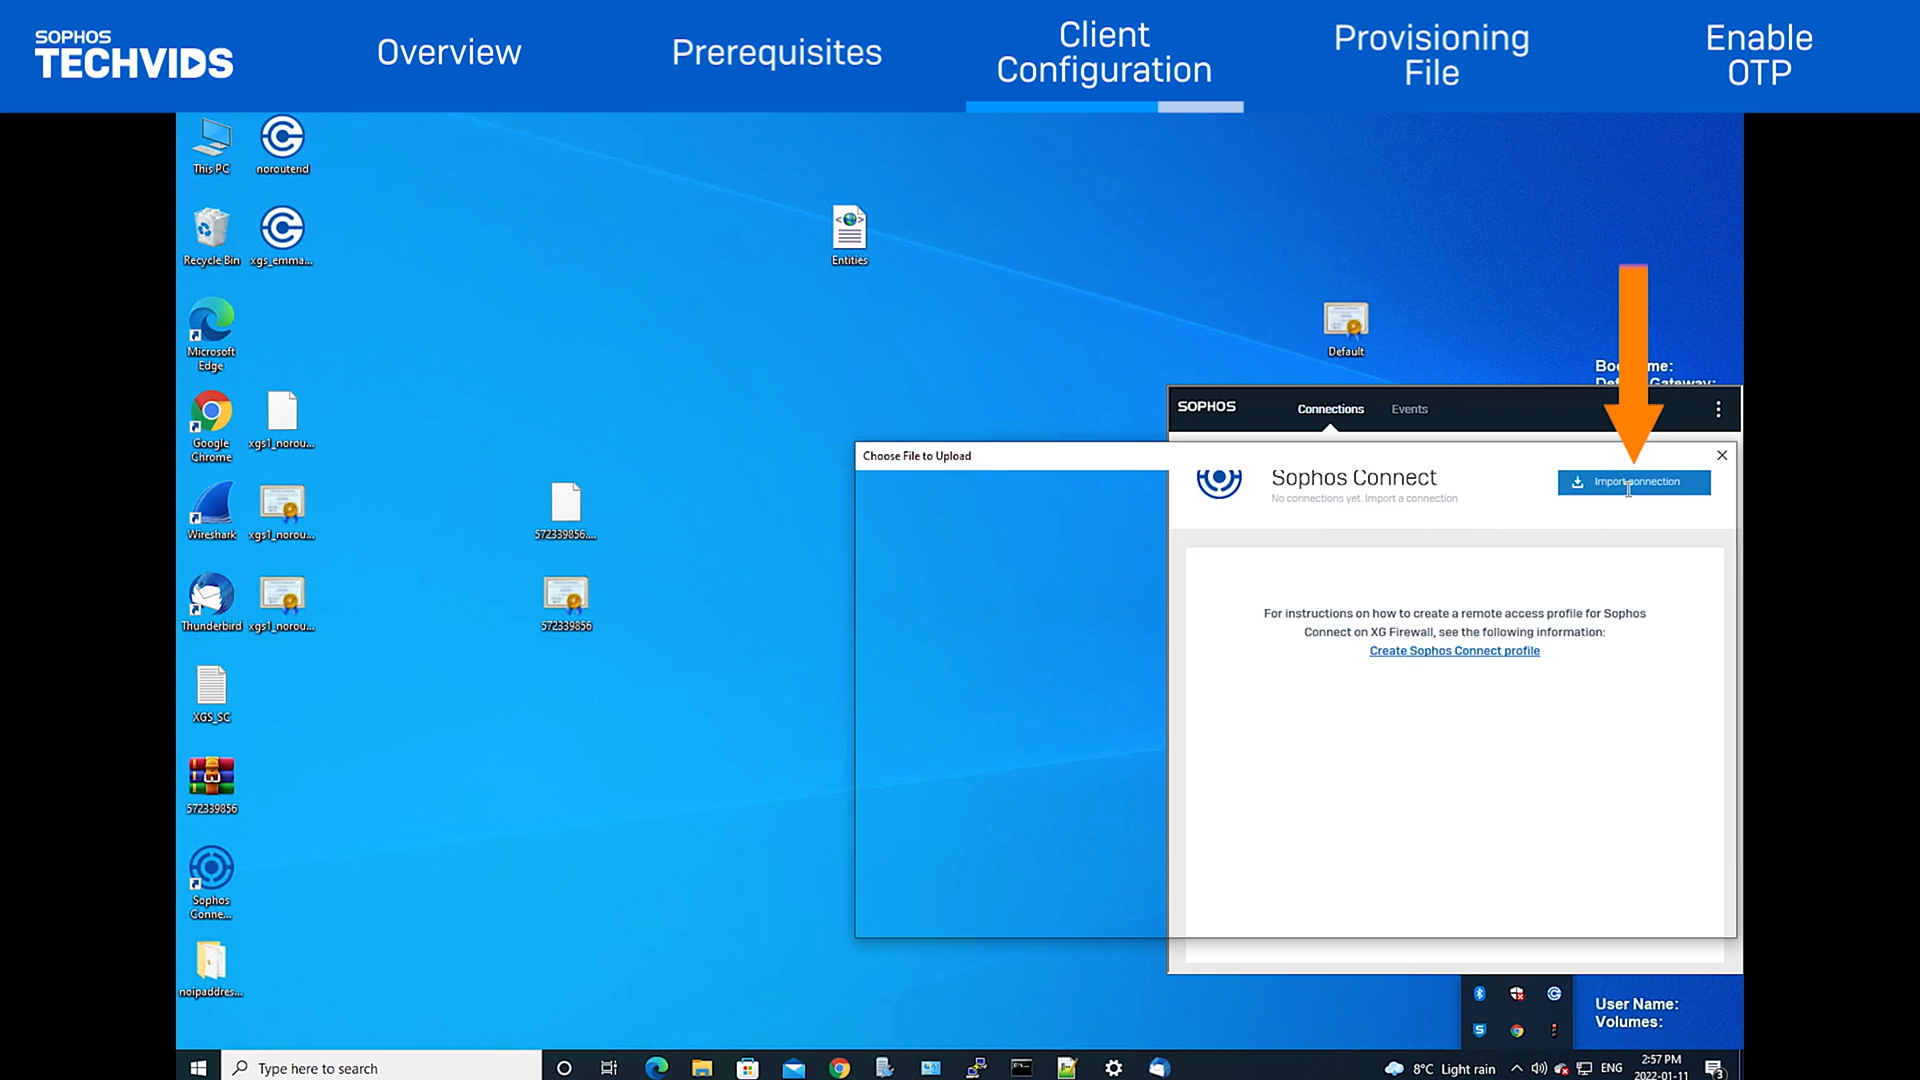 SOPHOS
TECHVIDS
Overview
Prerequisites
Client
Configuration
Provisioning
File
Enable
OTP
This PC
norouterid
Recycle Bin
xgs_emma...
Entities
Microsoft
Edge
Default
Google
Chrome
xgs1_norou...
Wireshark
xgs1_norou...
572339856....
Thunderbird
xgs1_norou...
572339856
XGS_SC
572339856
Sophos
Conne...
noipaddres...
SOPHOS
Connections
Events
Choose File to Upload
Sophos Connect
No connections yet. Import a connection
Import connection
For instructions on how to create a remote access profile for Sophos
Connect on XG Firewall, see the following information:
Create Sophos Connect profile
User Name:
Volumes:
Type here to search
8°C Light rain
ENG
2:57 PM
2022-01-11
3